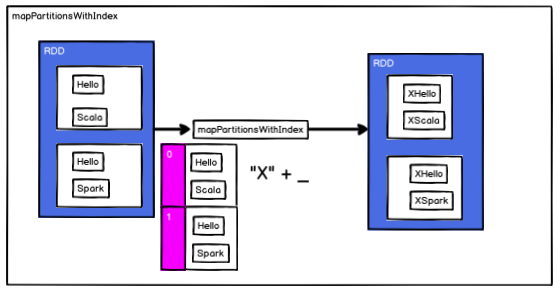 mapPartitionsWithIndex
RDD
Hello
Scala
Hello
Spark
mapPartitionsWithIndex
0
Hello
Scala
1
Hello
Spark
"X" + _
RDD
XHello
XScala
XHello
XSpark